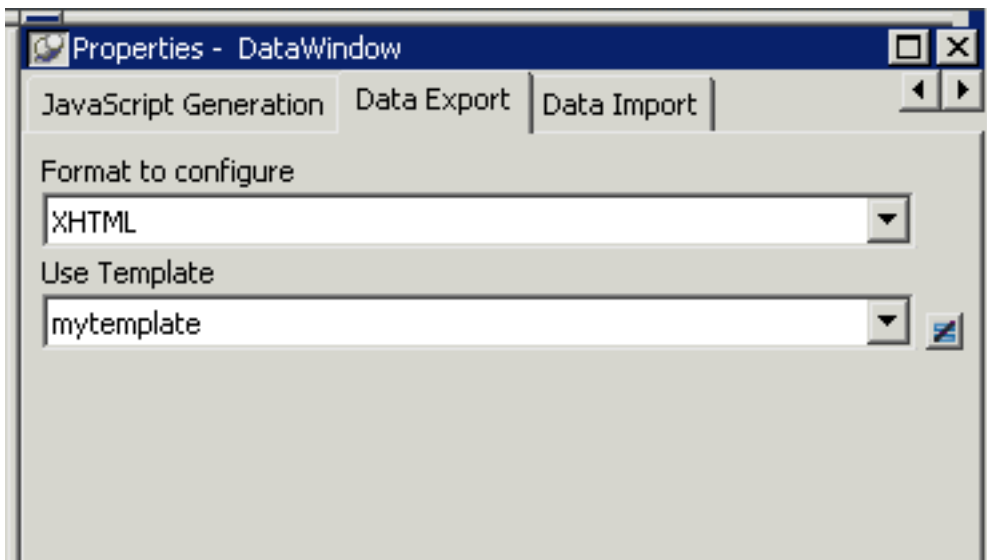 Properties - DataWindow
JavaScript Generation Data Export Data Import
Format to configure
XHTML
Use Template
mytemplate